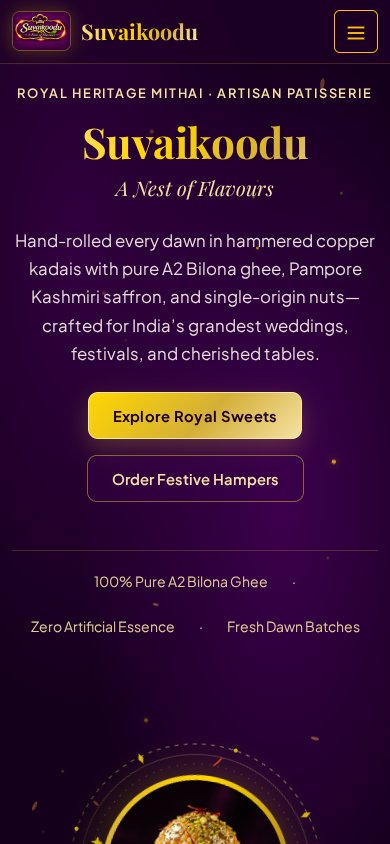 Suvaikoodu
Suvaikoodu
ROYAL HERITAGE MITHAI · ARTISAN PATISSERIE
Suvaikoodu
A Nest of Flavours
Hand-rolled every dawn in hammered copper
kadais with pure A2 Bilona ghee, Pampore
Kashmiri saffron, and single-origin nuts—
crafted for India’s grandest weddings,
festivals, and cherished tables.
Explore Royal Sweets
Order Festive Hampers
100% Pure A2 Bilona Ghee ·
Zero Artificial Essence · Fresh Dawn Batches